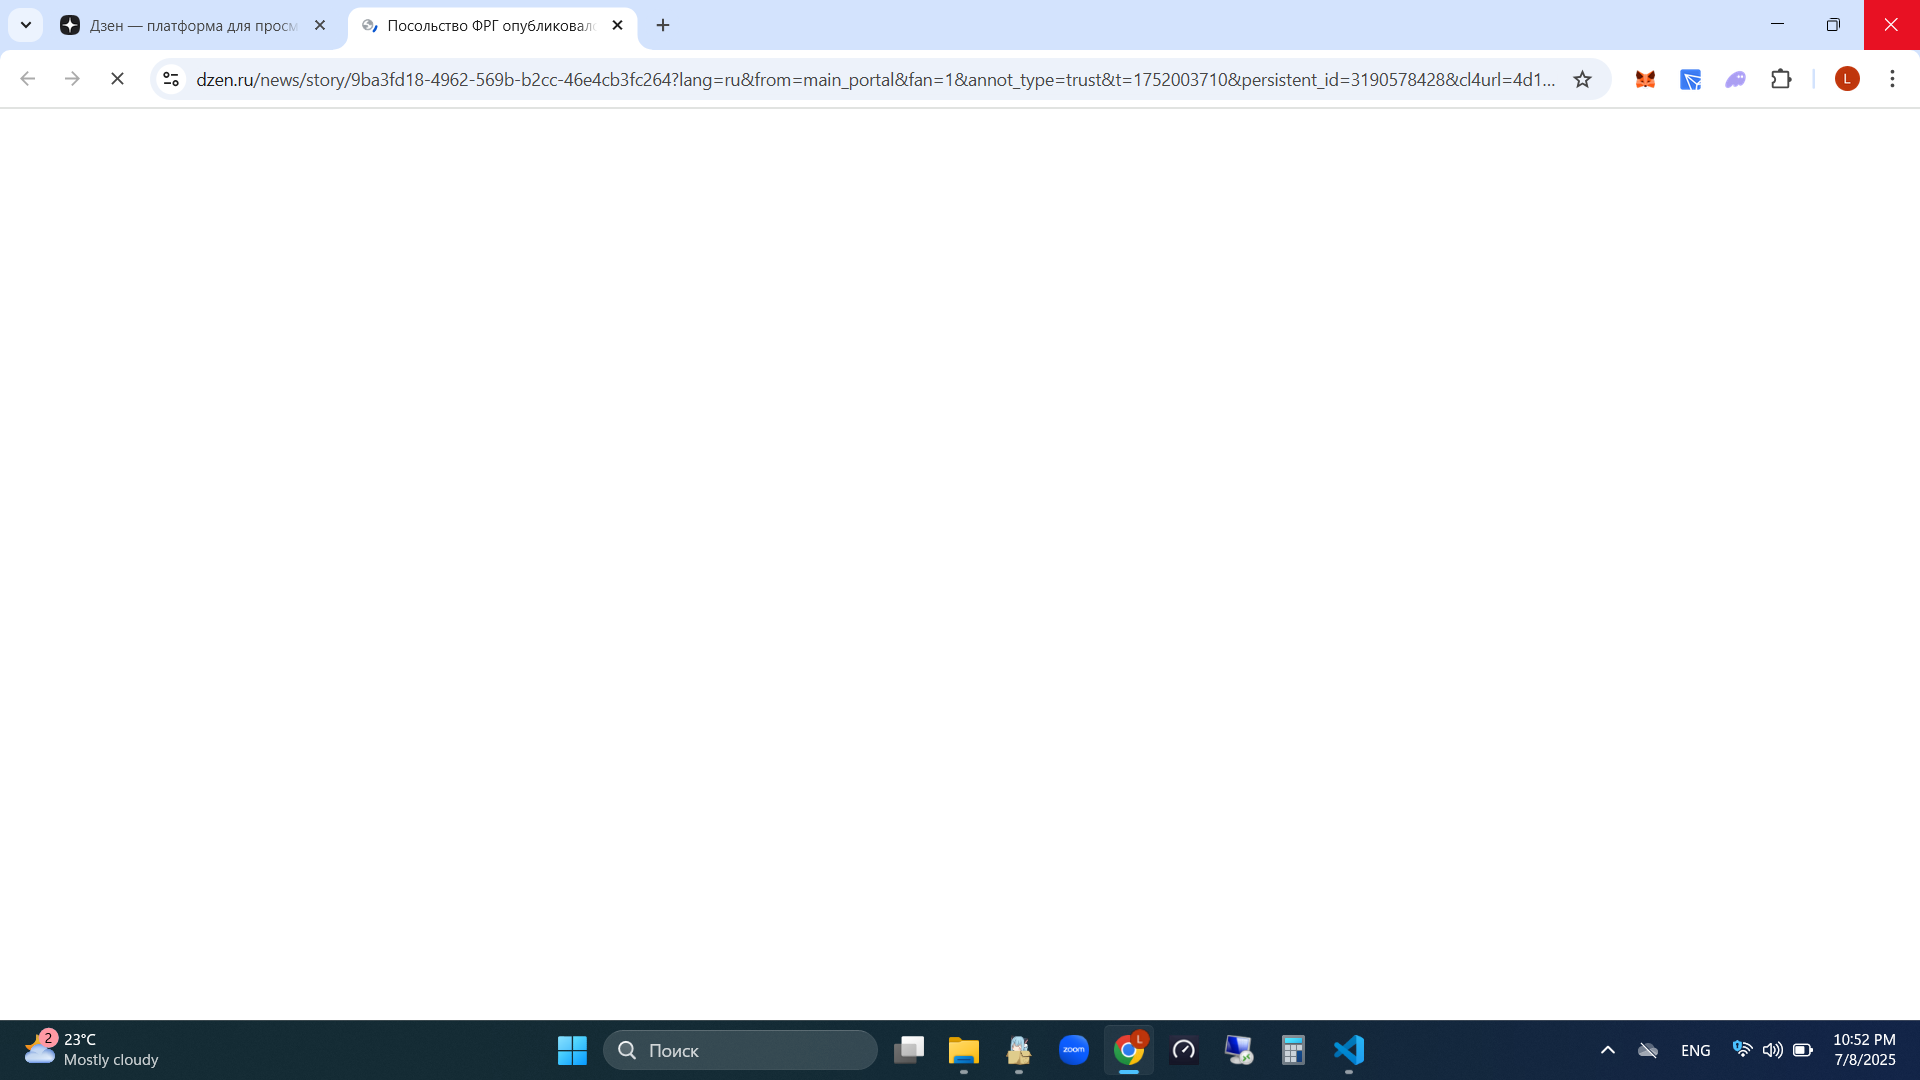 Дзен — платформа для просм
Посольство ФРГ опубликовал
dzen.ru/news/story/9ba3fd18-4962-569b-b2cc-46e4cb3fc264?lang=ru&from=main_portal&fan=1&annot_type=trust&t=1752003710&persistent_id=3190578428&cl4url=4d1...
L
2
23°C
Mostly cloudy
Поиск
zoom
L
ENG
10:52 PM
7/8/2025